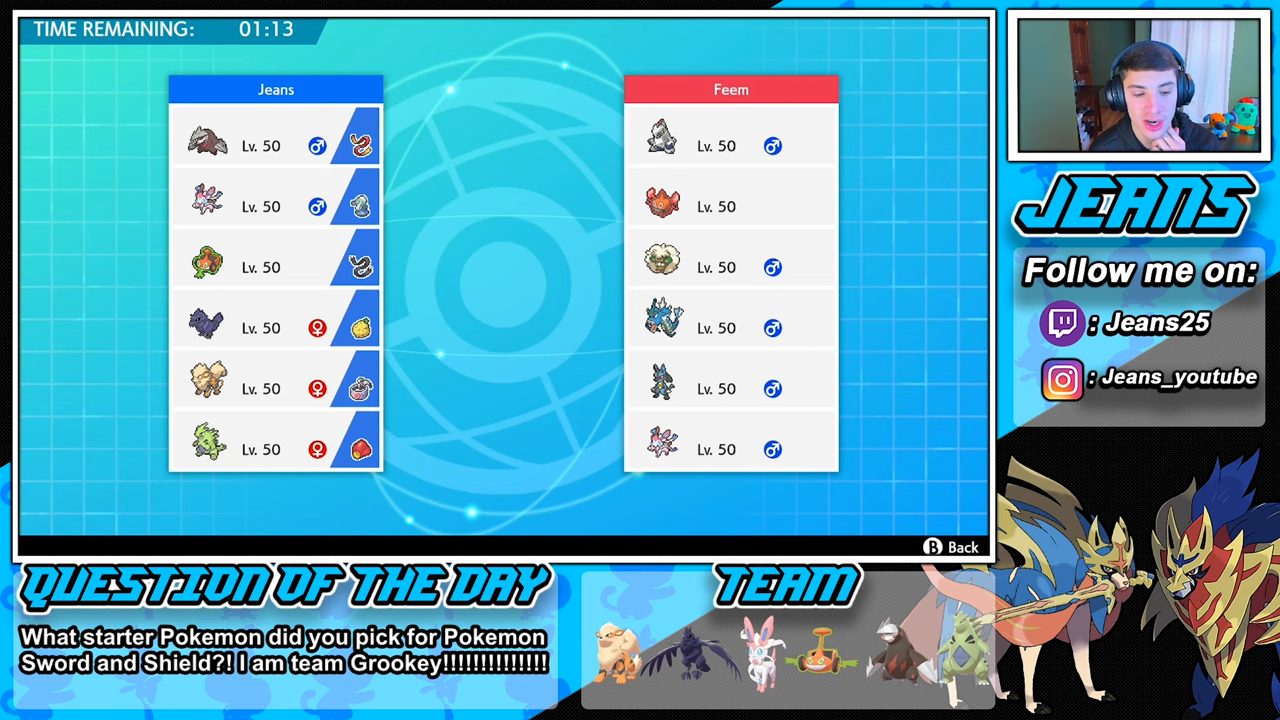 TIME REMAINING: 01:13
Jeans
Lv. 50
Lv. 50
Lv. 50
Lv. 50
Lv. 50
Lv. 50
Feem
Lv. 50
Lv. 50
Lv. 50
Lv. 50
Lv. 50
Lv. 50
B Back
JEANS
Follow me on:
: Jeans25
: Jeans_youtube
QUESTION OF THE DAY
What starter Pokemon did you pick for Pokemon
Sword and Shield?! I am team Grookey!!!!!!!!!!!!!!
TEAM